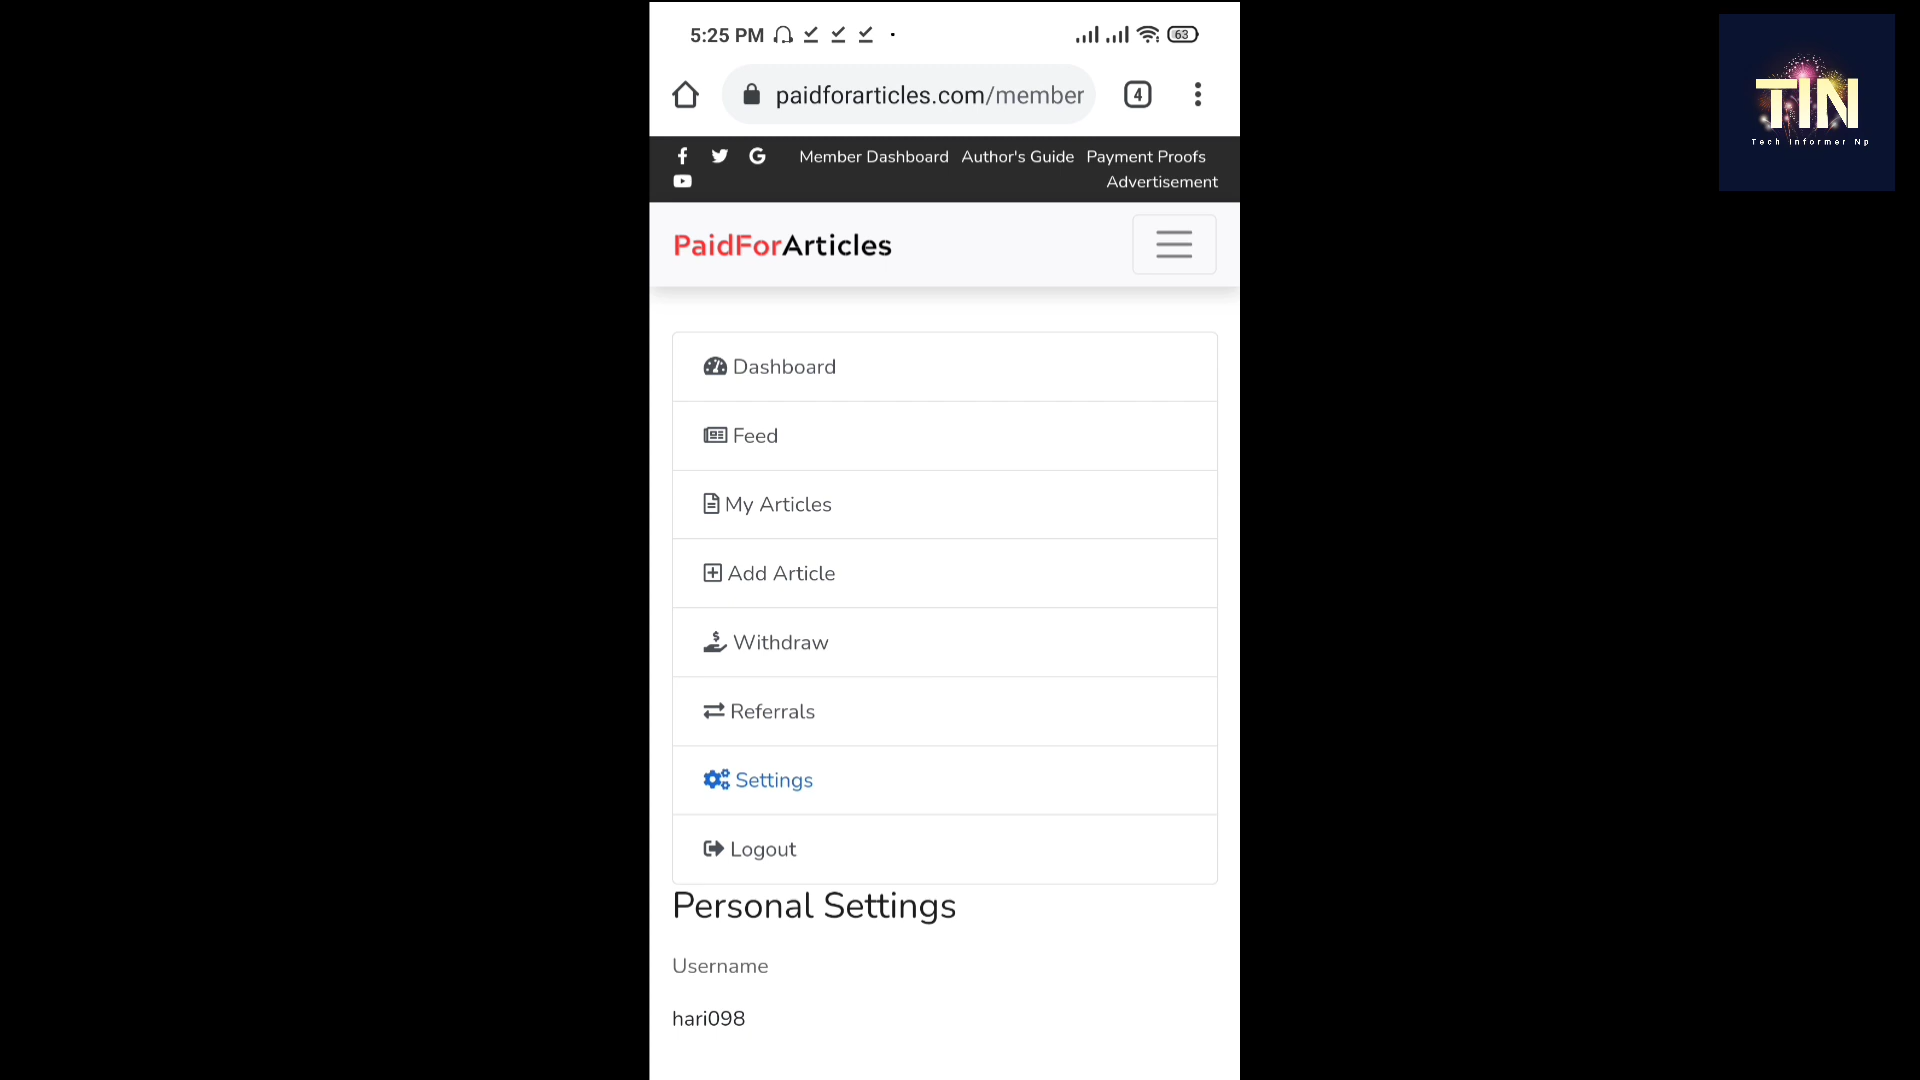 5:25 PM
63
paidforarticles.com/member
4
TIN
Tech Informer Np
Member Dashboard Author's Guide Payment Proofs
Advertisement
PaidForArticles
Dashboard
Feed
My Articles
Add Article
Withdraw
Referrals
Settings
Logout
Personal Settings
Username
hari098